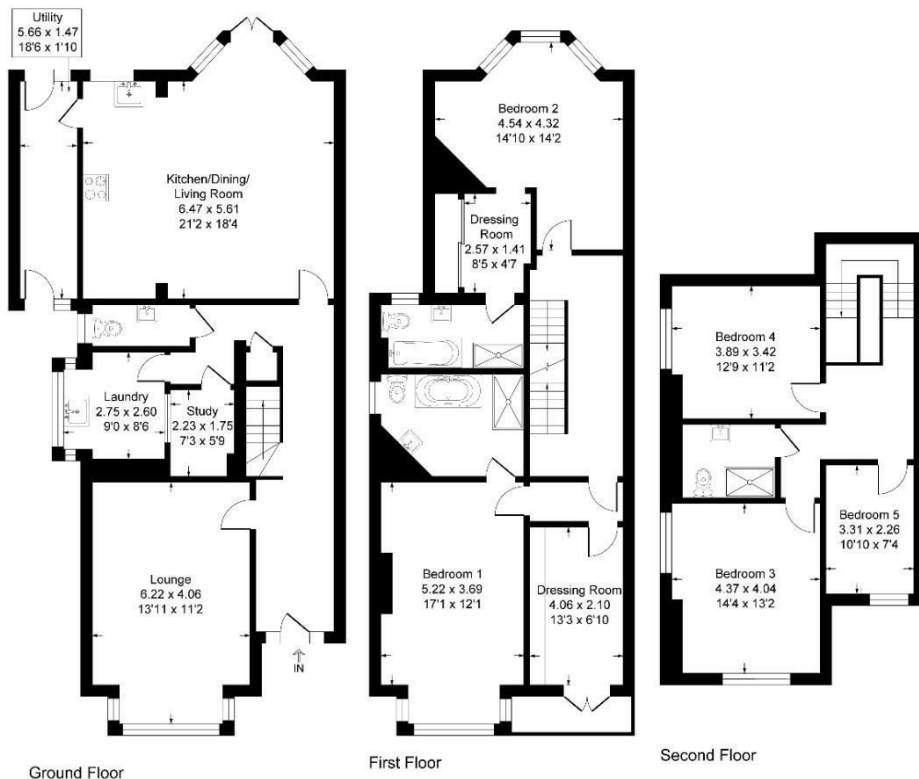 Utility
5.66 x 1.47
18'6 x 1'10
Kitchen/Dining/
Living Room
6.47 x 5.61
21'2 x 18'4
Laundry
2.75 x 2.60
9'0 x 8'6
Study
2.23 x 1.75
7'3 x 5'9
Lounge
6.22 x 4.06
13'11 x 11'2
IN
Ground Floor
Bedroom 2
4.54 x 4.32
14'10 x 14'2
Dressing
Room
2.57 x 1.41
8'5 x 4'7
Bedroom 1
5.22 x 3.69
17'1 x 12'1
Dressing Room
4.06 x 2.10
13'3 x 6'10
First Floor
Bedroom 4
3.89 x 3.42
12'9 x 11'2
Bedroom 5
3.31 x 2.26
10'10 x 7'4
Bedroom 3
4.37 x 4.04
14'4 x 13'2
Second Floor